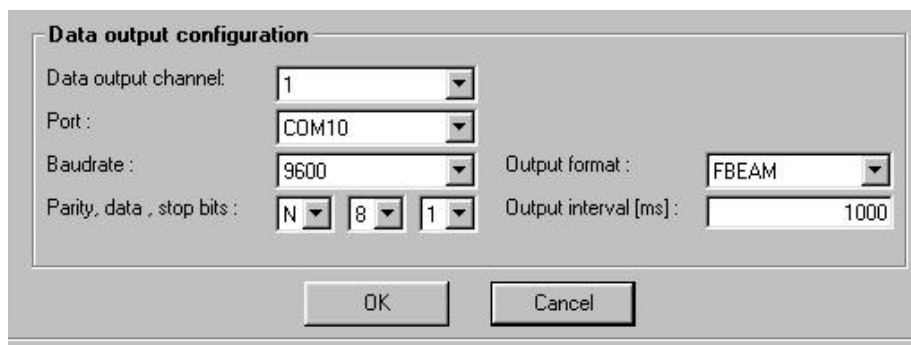 Data output configuration
Data output channel: 1
Port : COM10
Baudrate : 9600 Output format : FBEAM
Parity, data , stop bits : N 8 1 Output interval [ms] : 1000
OK Cancel